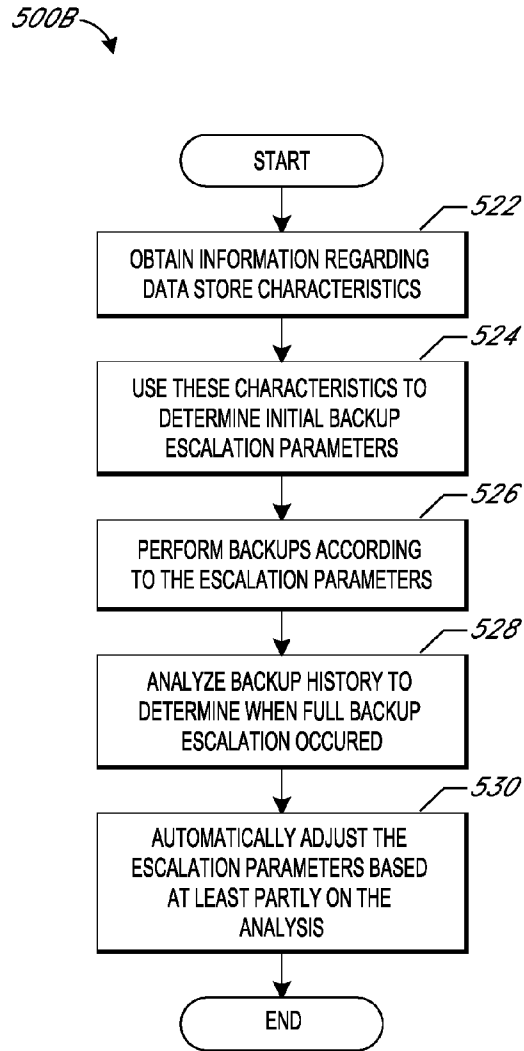 500B
START
522
OBTAIN INFORMATION REGARDING
DATA STORE CHARACTERISTICS
524
USE THESE CHARACTERISTICS TO
DETERMINE INITIAL BACKUP
ESCALATION PARAMETERS
526
PERFORM BACKUPS ACCORDING
TO THE ESCALATION PARAMETERS
528
ANALYZE BACKUP HISTORY TO
DETERMINE WHEN FULL BACKUP
ESCALATION OCCURED
530
AUTOMATICALLY ADJUST THE
ESCALATION PARAMETERS BASED
AT LEAST PARTLY ON THE
ANALYSIS
END